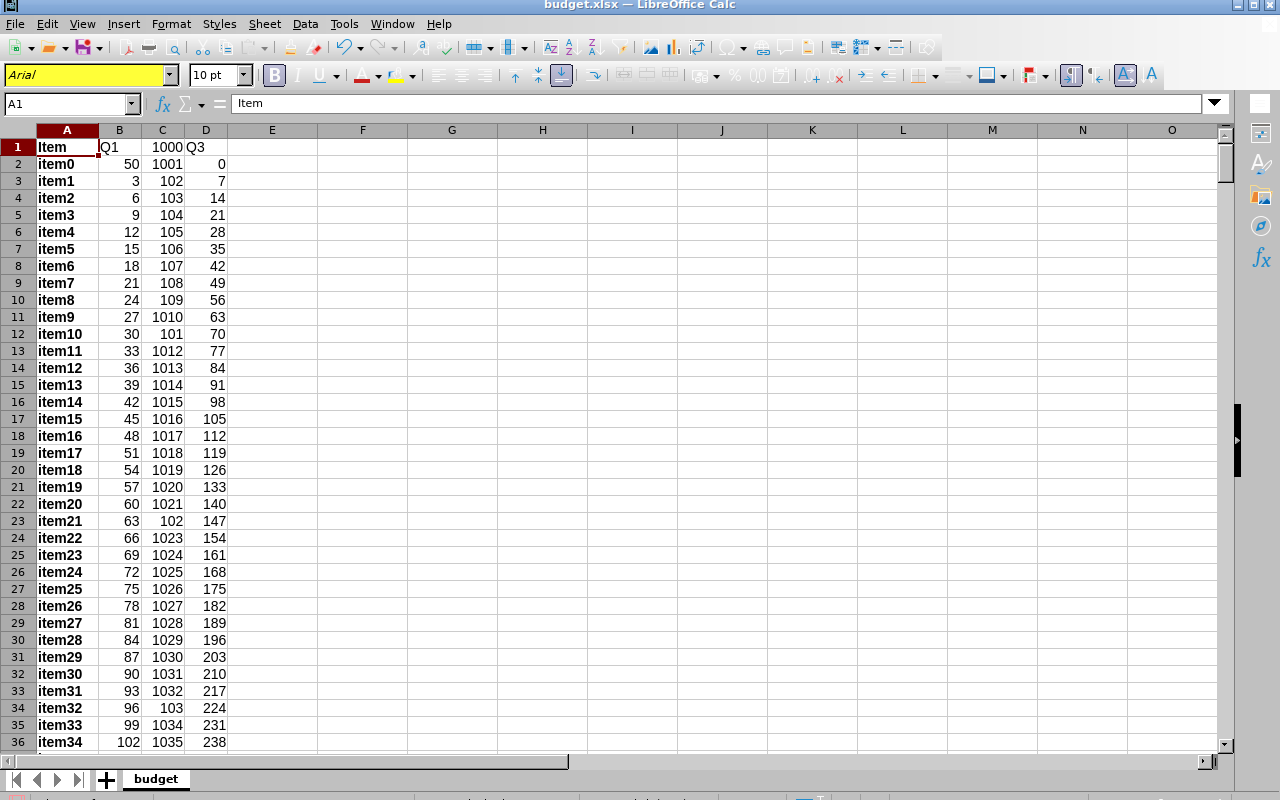 budget.xlsx — LibreOffice Calc
File Edit View Insert Format Styles Sheet Data Tools Window Help
Arial 10 pt
A1 Item
A B C D E F G H I J K L M N O
1 Item Q1 1000 Q3
2 item0 50 1001 0
3 item1 3 102 7
4 item2 6 103 14
5 item3 9 104 21
6 item4 12 105 28
7 item5 15 106 35
8 item6 18 107 42
9 item7 21 108 49
10 item8 24 109 56
11 item9 27 1010 63
12 item10 30 101 70
13 item11 33 1012 77
14 item12 36 1013 84
15 item13 39 1014 91
16 item14 42 1015 98
17 item15 45 1016 105
18 item16 48 1017 112
19 item17 51 1018 119
20 item18 54 1019 126
21 item19 57 1020 133
22 item20 60 1021 140
23 item21 63 102 147
24 item22 66 1023 154
25 item23 69 1024 161
26 item24 72 1025 168
27 item25 75 1026 175
28 item26 78 1027 182
29 item27 81 1028 189
30 item28 84 1029 196
31 item29 87 1030 203
32 item30 90 1031 210
33 item31 93 1032 217
34 item32 96 103 224
35 item33 99 1034 231
36 item34 102 1035 238
budget